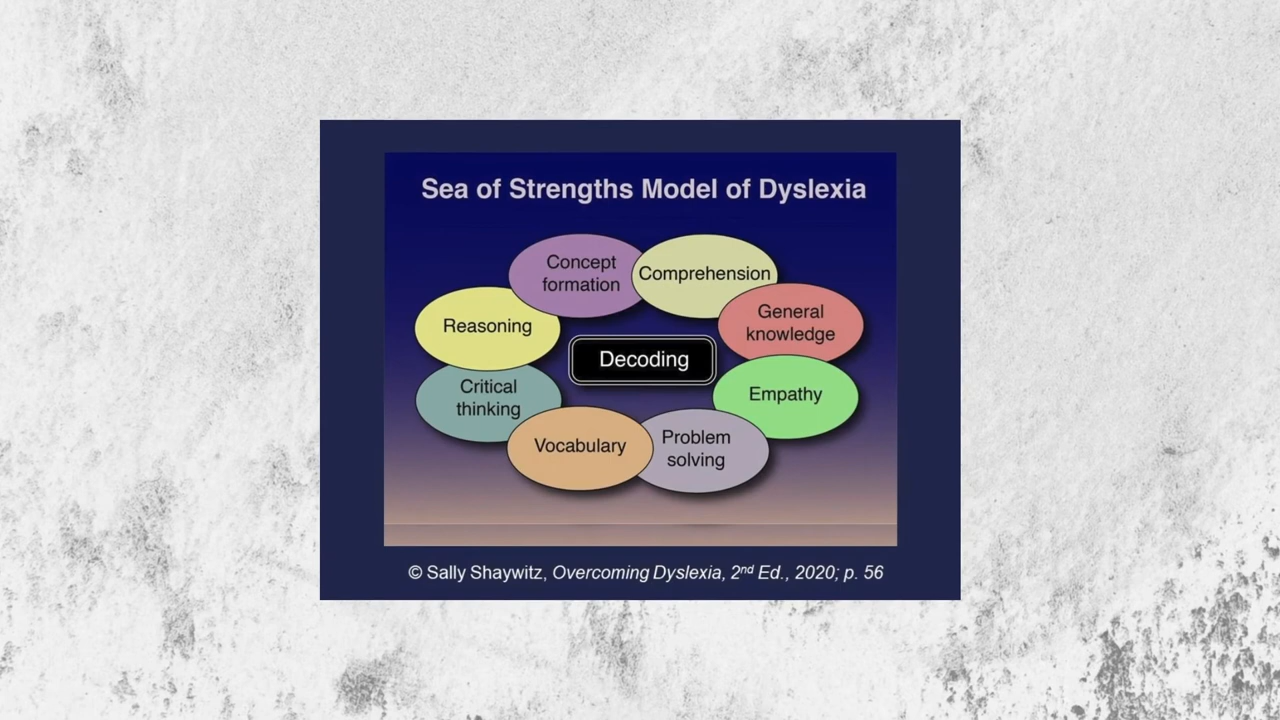 Sea of Strengths Model of Dyslexia
Concept
formation
Comprehension
Reasoning
General
knowledge
Decoding
Critical
thinking
Empathy
Vocabulary
Problem
solving
© Sally Shaywitz, Overcoming Dyslexia, 2nd Ed., 2020; p. 56